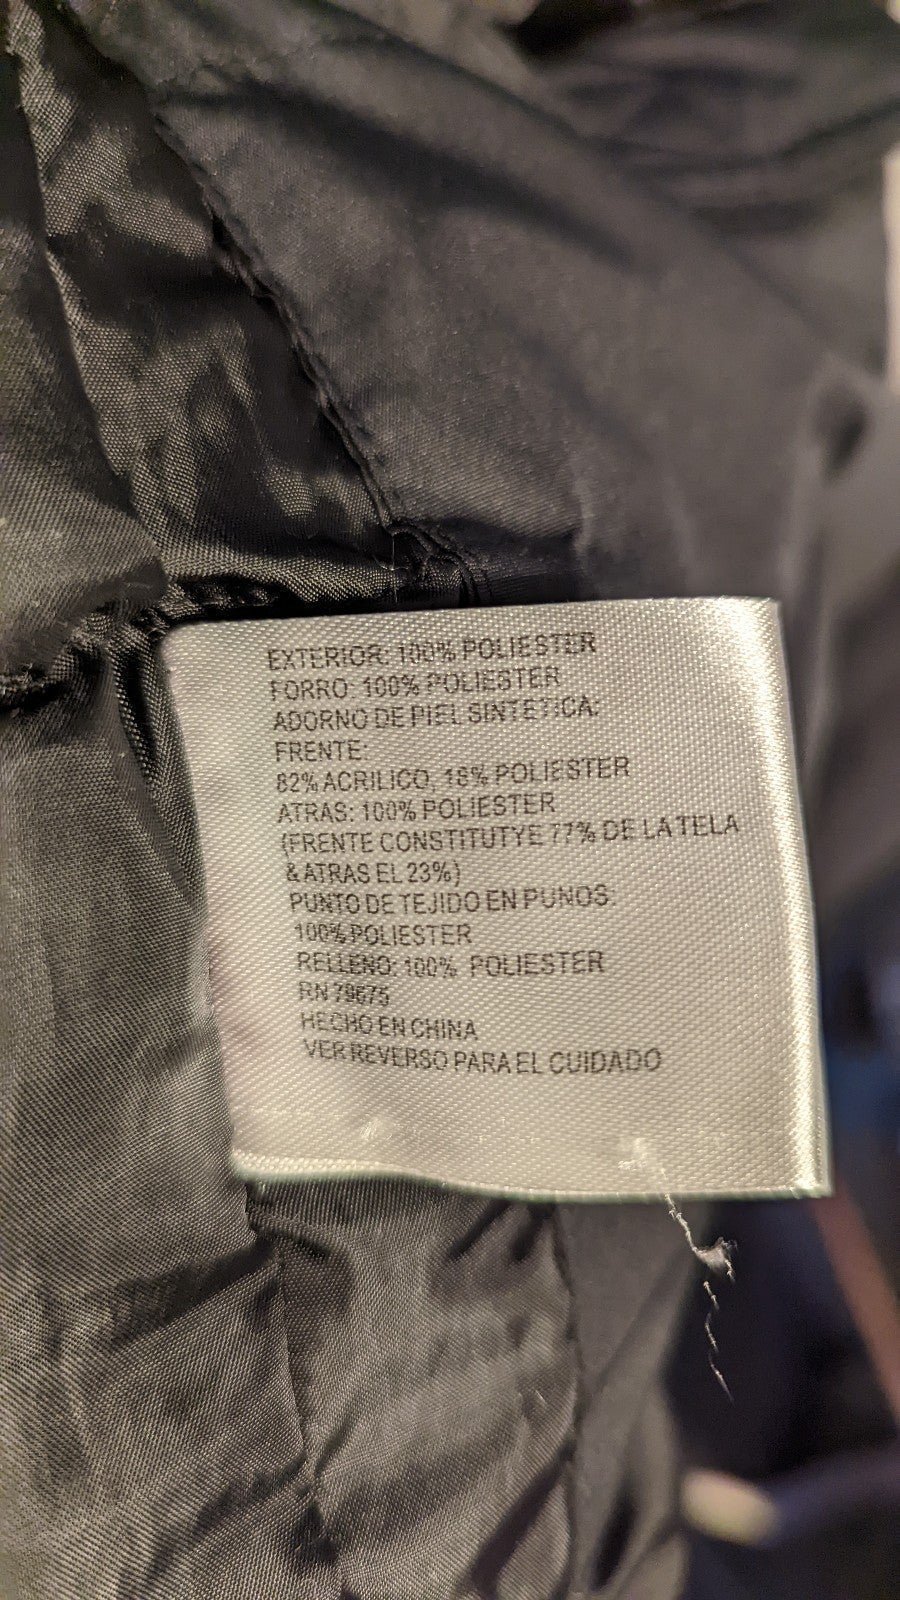 EXTERIOR: 100% POLIESTER
FORRO: 100% POLIESTER
ADORNO DE PIEL SINTETICA:
FRENTE:
82% ACRILICO, 18% POLIESTER
ATRAS: 100% POLIESTER
(FRENTE CONSTITUTYE 77% DE LA TELA
& ATRAS EL 23%)
PUNTO DE TEJIDO EN PUNOS:
100% POLIESTER
RELLENO: 100% POLIESTER
RN 79675
HECHO EN CHINA
VER REVERSO PARA EL CUIDADO